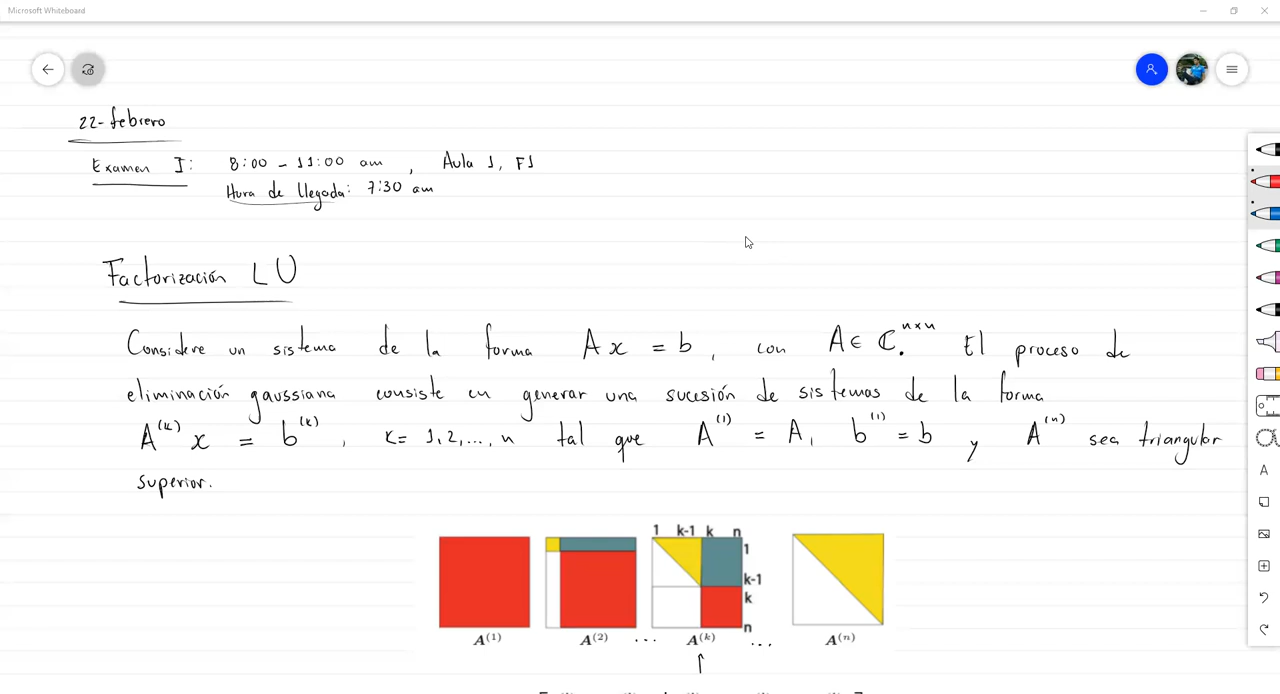 Microsoft Whiteboard
22-febrero
Examen I: 8:00 - 11:00 am, Aula 1, F1
Hora de llegada: 7:30 am
Factorización LU
Considere un sistema de la forma Ax = b, con A ∈ ℂ^{n×n}. El proceso de
eliminación gaussiana consiste en generar una sucesión de sistemas de la forma
A^{(k)} x = b^{(k)}, k = 1, 2, ..., n tal que A^{(1)} = A, b^{(1)} = b y A^{(n)} sea triangular
superior.
1 k-1 k n
1
k-1
k
n
A^{(1)} A^{(2)} ... A^{(k)} ... A^{(n)}